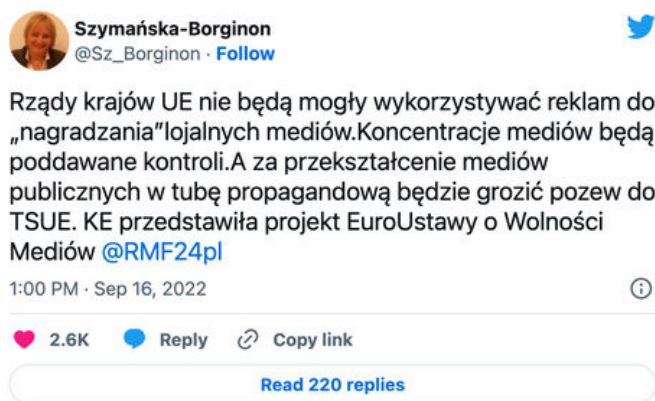 Szymańska-Borginon
@Sz_Borginon · Follow
Rządy krajów UE nie będą mogły wykorzystywać reklam do
„nagradzania”lojalnych mediów.Koncentracje mediów będą
poddawane kontroli.A za przekształcenie mediów
publicznych w tubę propagandową będzie grozić pozew do
TSUE. KE przedstawiła projekt EuroUstawy o Wolności
Mediów @RMF24pl
1:00 PM · Sep 16, 2022
2.6K Reply Copy link
Read 220 replies